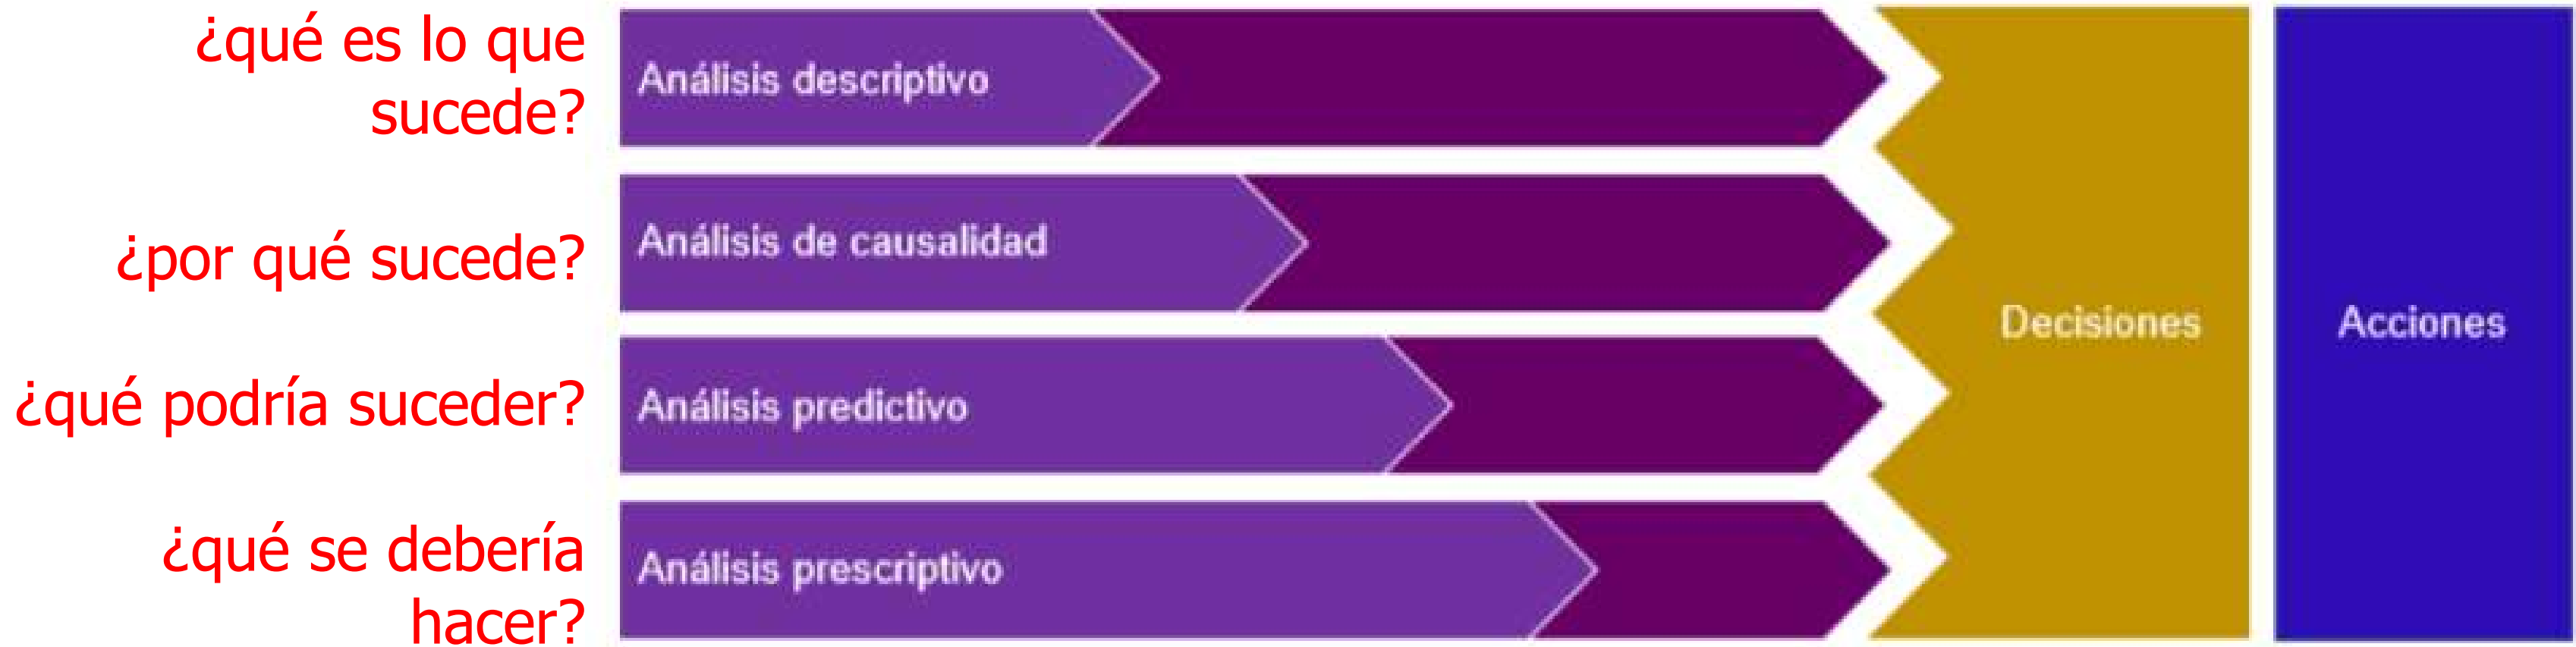 ¿qué es lo que
sucede?
Análisis descriptivo
¿por qué sucede?
Análisis de causalidad
¿qué podría suceder?
Análisis predictivo
¿qué se debería
hacer?
Análisis prescriptivo
Decisiones
Acciones